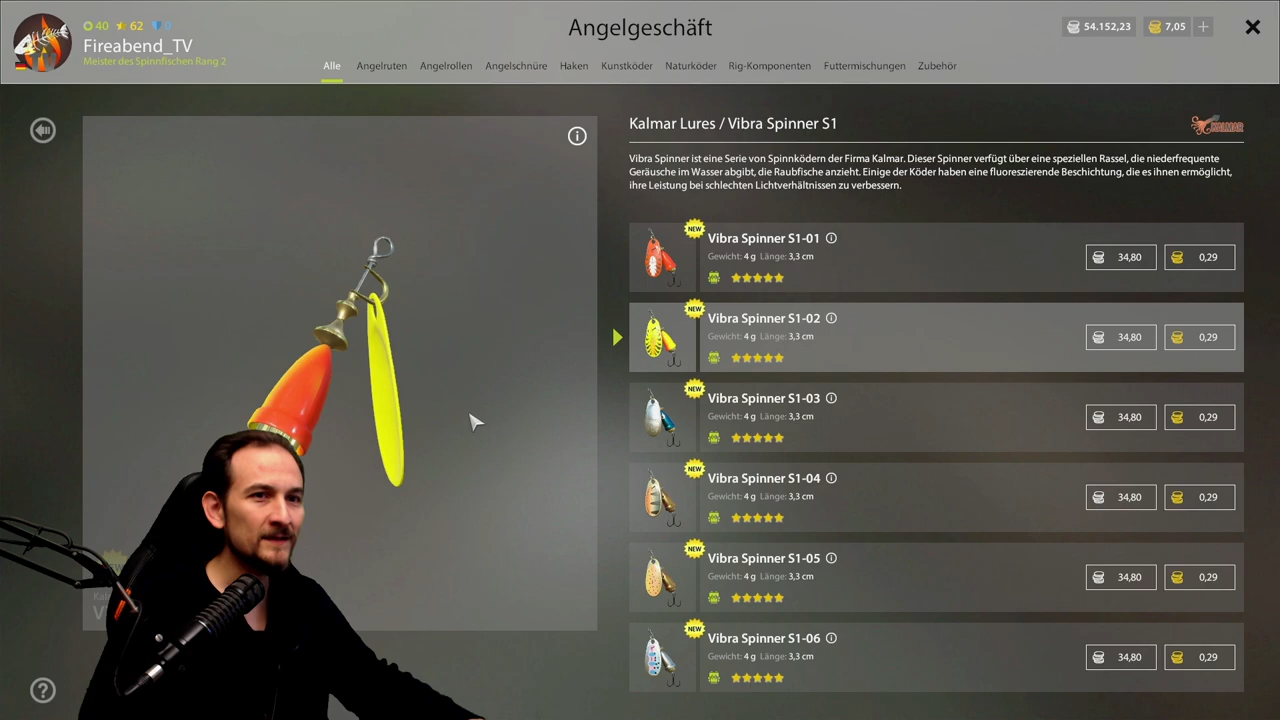 40 62 0
Fireabend_TV
Meister des Spinnfischen Rang 2
Angelgeschäft
54.152,23 7,05 +
Alle Angelruten Angelrollen Angelschnüre Haken Kunstköder Naturköder Rig-Komponenten Futtermischungen Zubehör
Kalmar Lures / Vibra Spinner S1
KALMAR
Vibra Spinner ist eine Serie von Spinnködern der Firma Kalmar. Dieser Spinner verfügt über eine speziellen Rassel, die niederfrequente
Geräusche im Wasser abgibt, die Raubfische anzieht. Einige der Köder haben eine fluoreszierende Beschichtung, die es ihnen ermöglicht,
ihre Leistung bei schlechten Lichtverhältnissen zu verbessern.
NEW
Vibra Spinner S1-01
Gewicht: 4 g Länge: 3,3 cm
34,80 0,29
NEW
Vibra Spinner S1-02
Gewicht: 4 g Länge: 3,3 cm
34,80 0,29
NEW
Vibra Spinner S1-03
Gewicht: 4 g Länge: 3,3 cm
34,80 0,29
NEW
Vibra Spinner S1-04
Gewicht: 4 g Länge: 3,3 cm
34,80 0,29
NEW
Vibra Spinner S1-05
Gewicht: 4 g Länge: 3,3 cm
34,80 0,29
NEW
Vibra Spinner S1-06
Gewicht: 4 g Länge: 3,3 cm
34,80 0,29
?